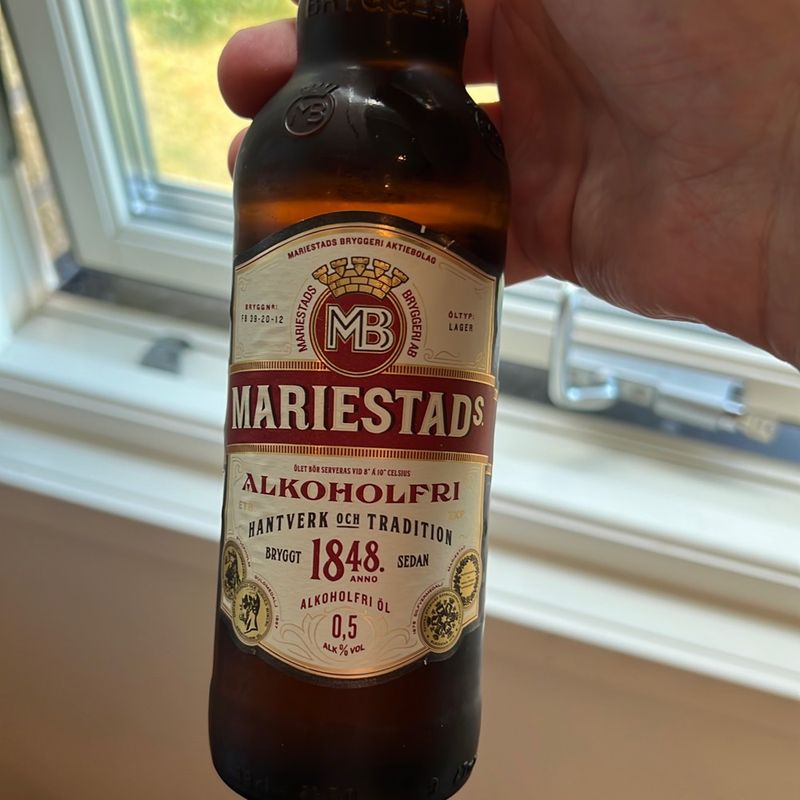 MB
MARIESTADS BRYGGERI AKTIEBOLAG
BRYGGNR:
FB 39-20-12
MARIESTADS BRYGGERI AB
MB
ÖLTYP:
LAGER
MARIESTADS
ÖLET BÖR SERVERAS VID 8° Á 10° CELSIUS
ALKOHOLFRI
HANTVERK OCH TRADITION
BRYGGT 1848. SEDAN
ANNO
ALKOHOLFRI ÖL
0,5
ALK % VOL